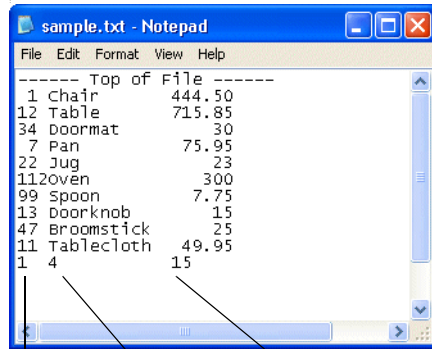 sample.txt - Notepad
File Edit Format View Help
------ Top of File ------
 1 Chair       444.50
12 Table       715.85
34 Doormat         30
 7 Pan          75.95
22 Jug             23
112Oven           300
99 Spoon         7.75
13 Doorknob        15
47 Broomstick      25
11 Tablecloth   49.95
1  4           15